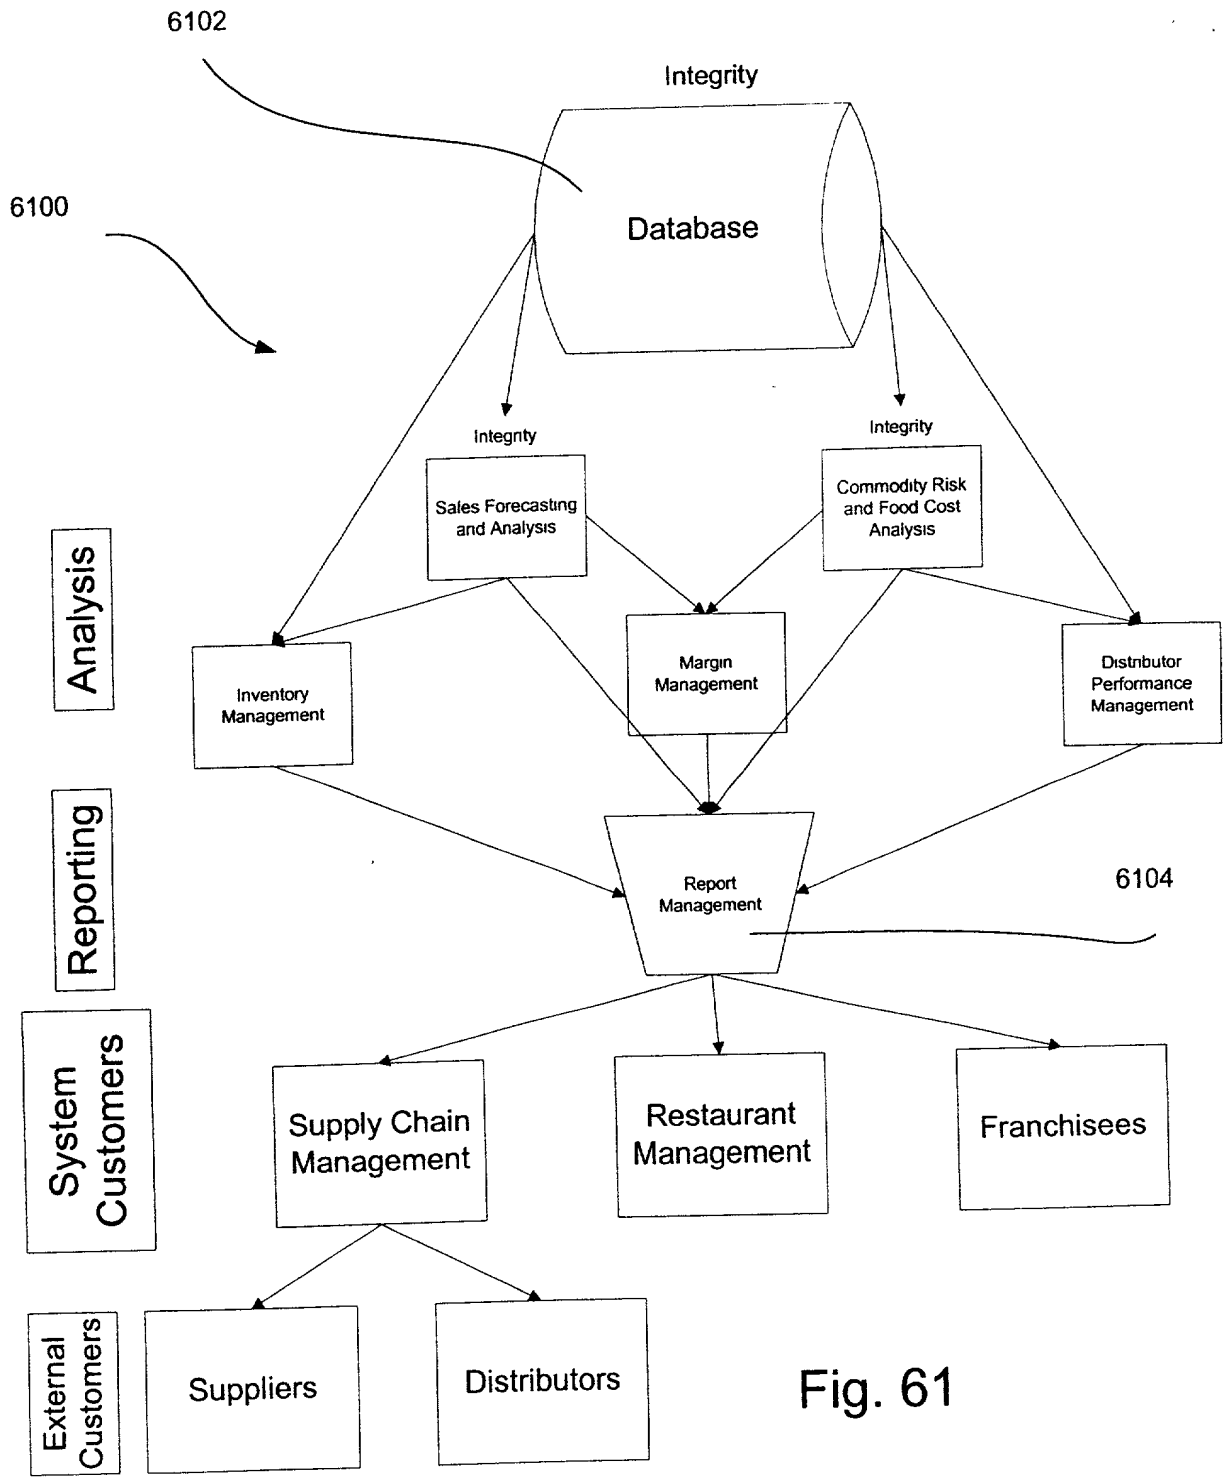 6102
Integrity
6100
Database
Integrity
Integrity
Sales Forecasting
and Analysis
Commodity Risk
and Food Cost
Analysis
Analysis
Inventory
Management
Margin
Management
Distributor
Performance
Management
Reporting
Report
Management
6104
System
Customers
Supply Chain
Management
Restaurant
Management
Franchisees
External
Customers
Suppliers
Distributors
Fig. 61